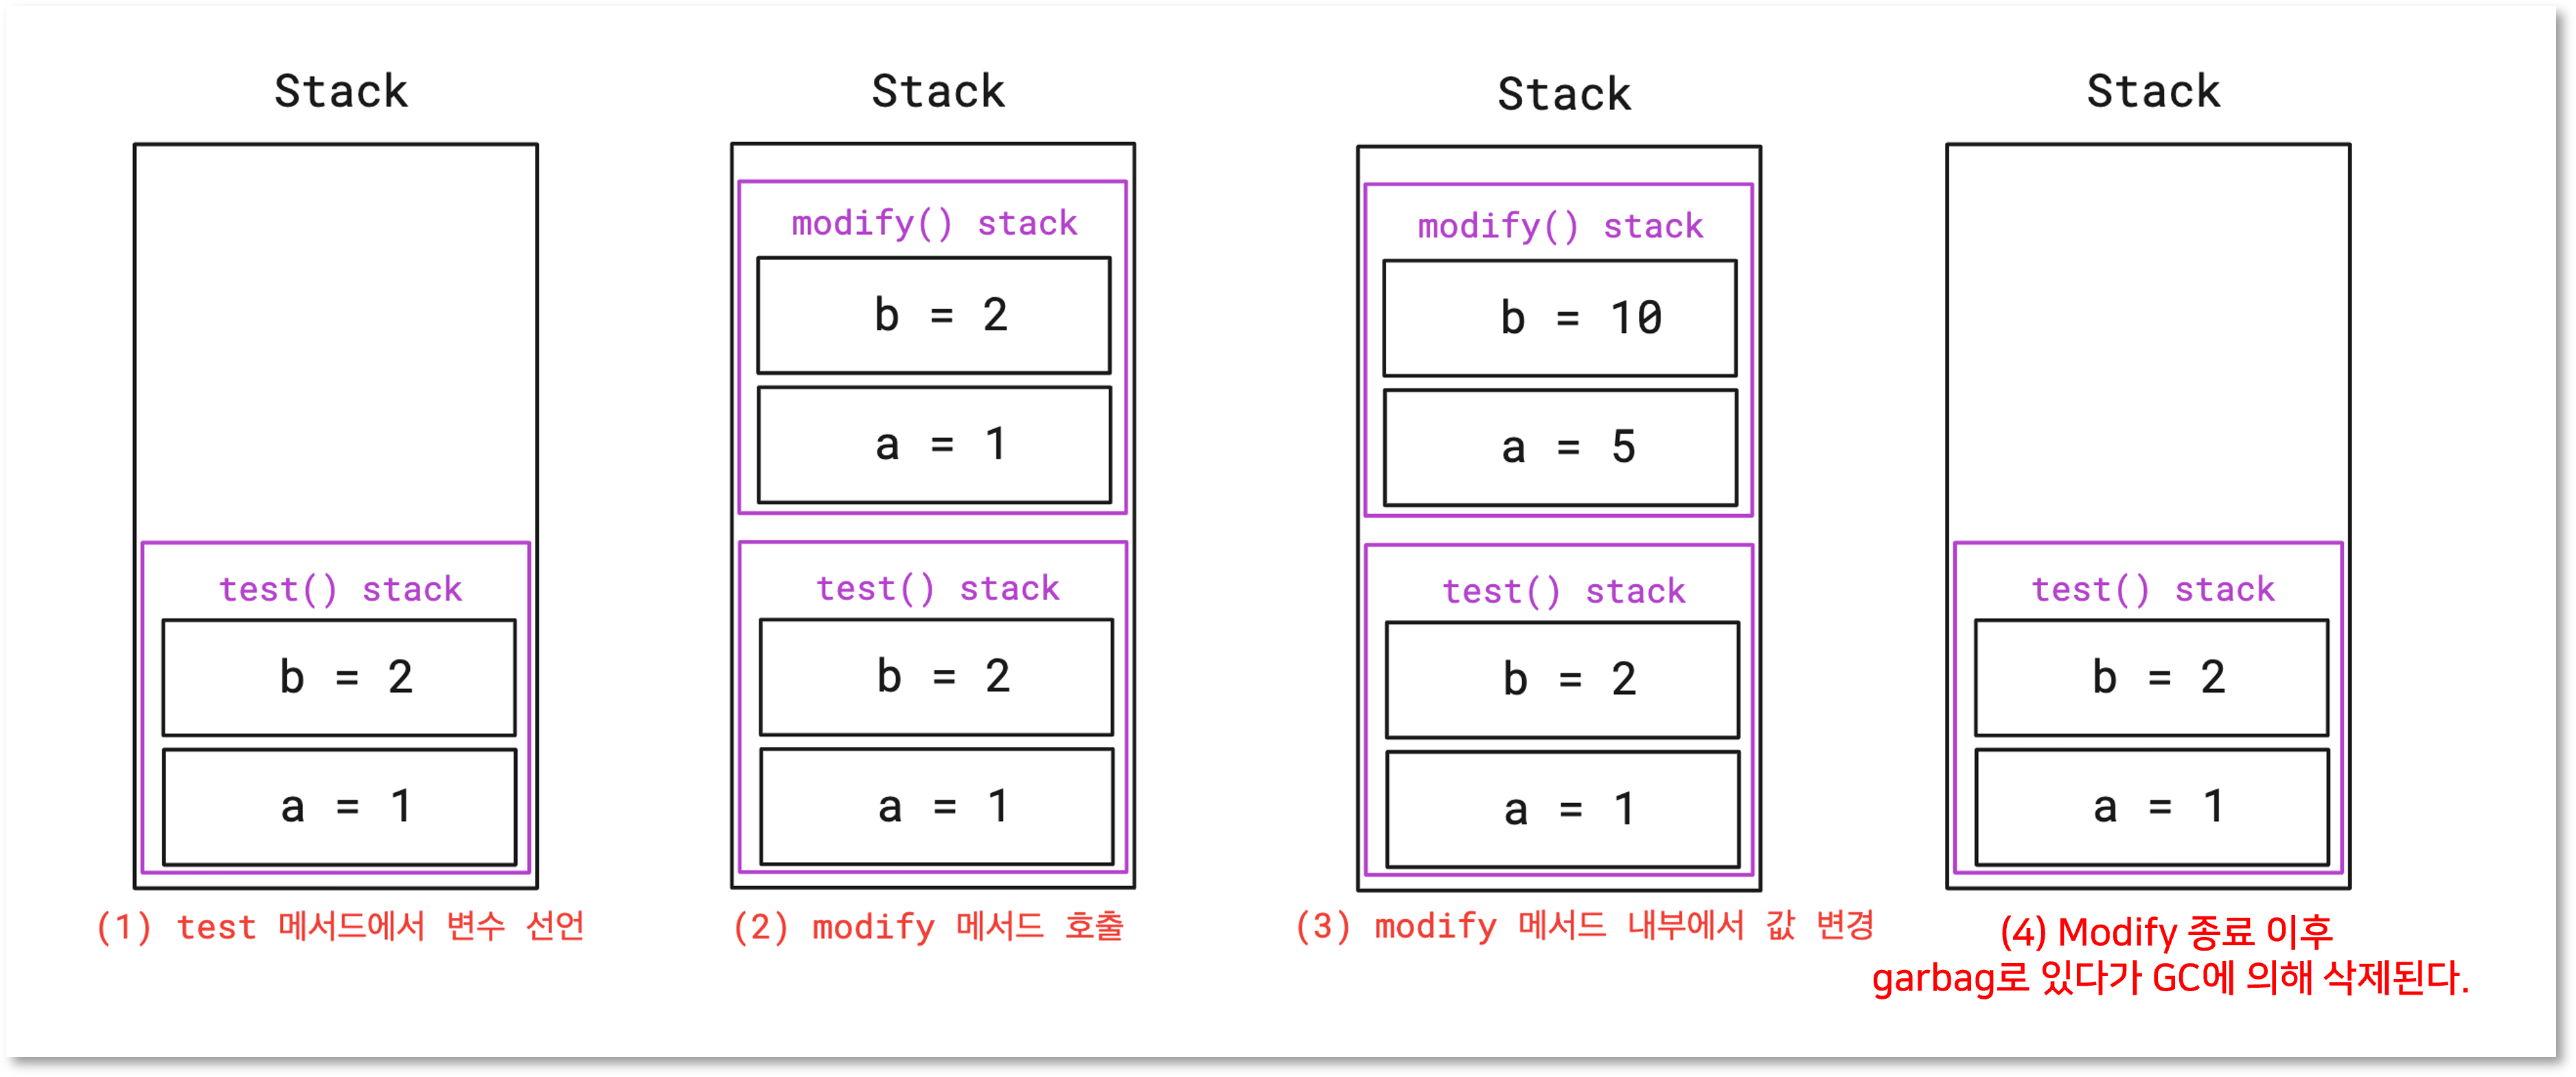 Stack
b = 2
a = 1
test() stack
(1) test 메서드에서 변수 선언
Stack
modify() stack
b = 2
a = 1
test() stack
b = 2
a = 1
(2) modify 메서드 호출
Stack
modify() stack
b = 10
a = 5
test() stack
b = 2
a = 1
(3) modify 메서드 내부에서 값 변경
Stack
test() stack
b = 2
a = 1
(4) Modify 종료 이후
garbag로 있다가 GC에 의해 삭제된다.